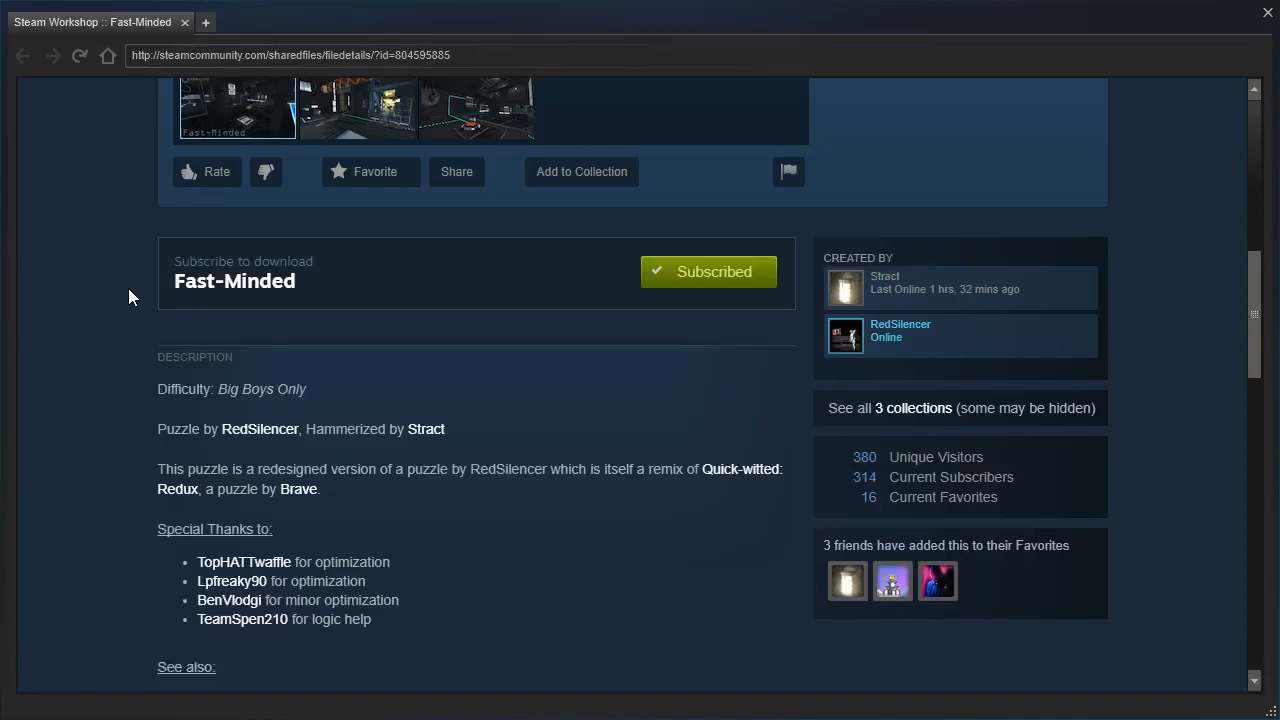 Steam Workshop :: Fast-Minded
http://steamcommunity.com/sharedfiles/filedetails/?id=804595885
Fast-Minded
Rate
Favorite
Share
Add to Collection
Subscribe to download
Fast-Minded
Subscribed
DESCRIPTION
Difficulty: Big Boys Only
Puzzle by RedSilencer, Hammerized by Stract
This puzzle is a redesigned version of a puzzle by RedSilencer which is itself a remix of Quick-witted:
Redux, a puzzle by Brave.
Special Thanks to:
• TopHATTwaffle for optimization
• Lpfreaky90 for optimization
• BenVlodgi for minor optimization
• TeamSpen210 for logic help
See also:
CREATED BY
Stract
Last Online 1 hrs, 32 mins ago
RedSilencer
Online
See all 3 collections (some may be hidden)
380 Unique Visitors
314 Current Subscribers
16 Current Favorites
3 friends have added this to their Favorites